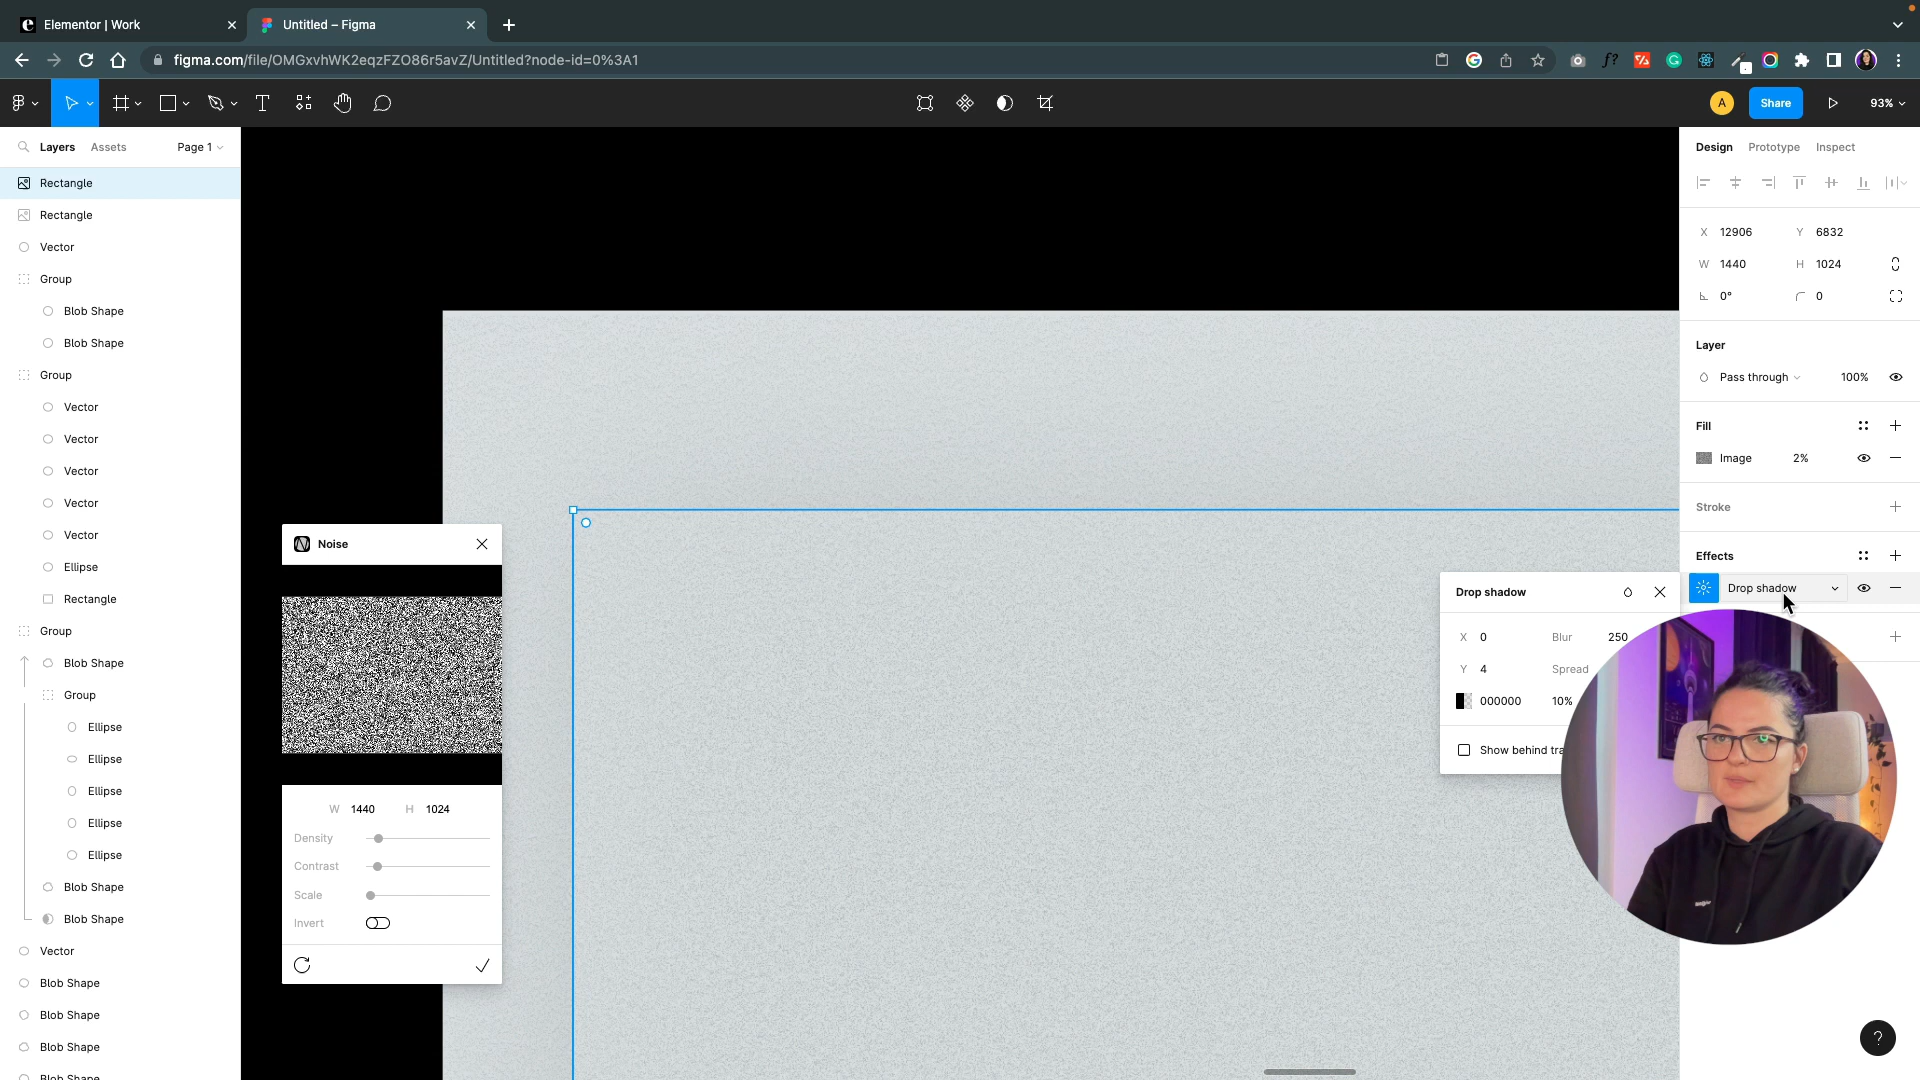 Elementor | Work
Untitled – Figma
figma.com/file/OMGxvhWK2eqzFZO86r5avZ/Untitled?node-id=0%3A1
A
Share
93%
Layers
Assets
Page 1
Rectangle
Rectangle
Vector
Group
Blob Shape
Blob Shape
Group
Vector
Vector
Vector
Vector
Vector
Ellipse
Rectangle
Group
Blob Shape
Group
Ellipse
Ellipse
Ellipse
Ellipse
Ellipse
Blob Shape
Blob Shape
Vector
Blob Shape
Blob Shape
Blob Shape
Blob Shape
Noise
W 1440 H 1024
Density
Contrast
Scale
Invert
Drop shadow
X 0 Blur 250
Y 4 Spread
000000 10%
Show behind tra
Design Prototype Inspect
X 12906 Y 6832
W 1440 H 1024
0° 0
Layer
Pass through 100%
Fill
Image 2%
Stroke
Effects
Drop shadow
?